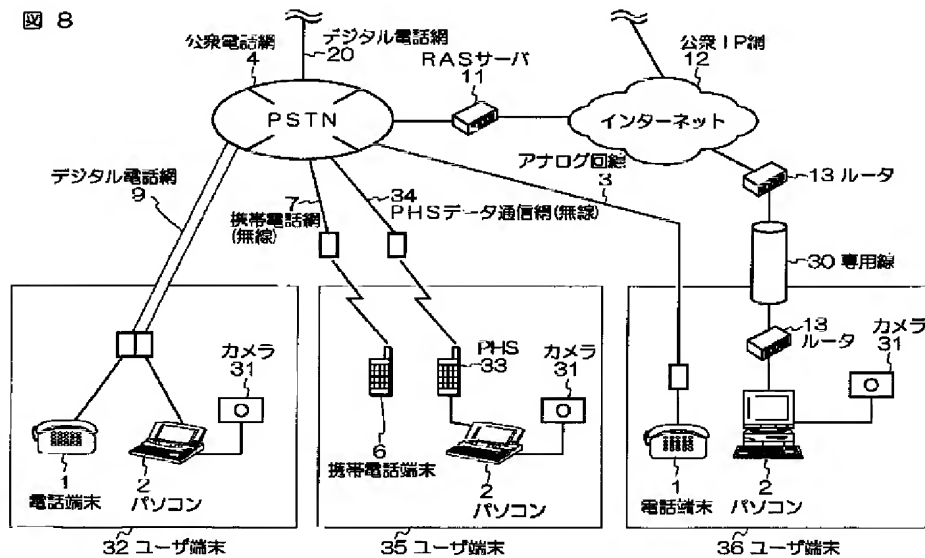 図 8
公衆電話網
4
デジタル電話網
20
RASサーバ
11
公衆IP網
12
PSTN
インターネット
アナログ回線
3
デジタル電話網
9
7
携帯電話網
(無線)
34
PHSデータ通信網(無線)
13 ルータ
30 専用線
カメラ
31
PHS
33
カメラ
31
13
ルータ
カメラ
31
1
電話端末
2
パソコン
6
携帯電話端末
2
パソコン
1
電話端末
2
パソコン
32 ユーザ端末
35 ユーザ端末
36 ユーザ端末